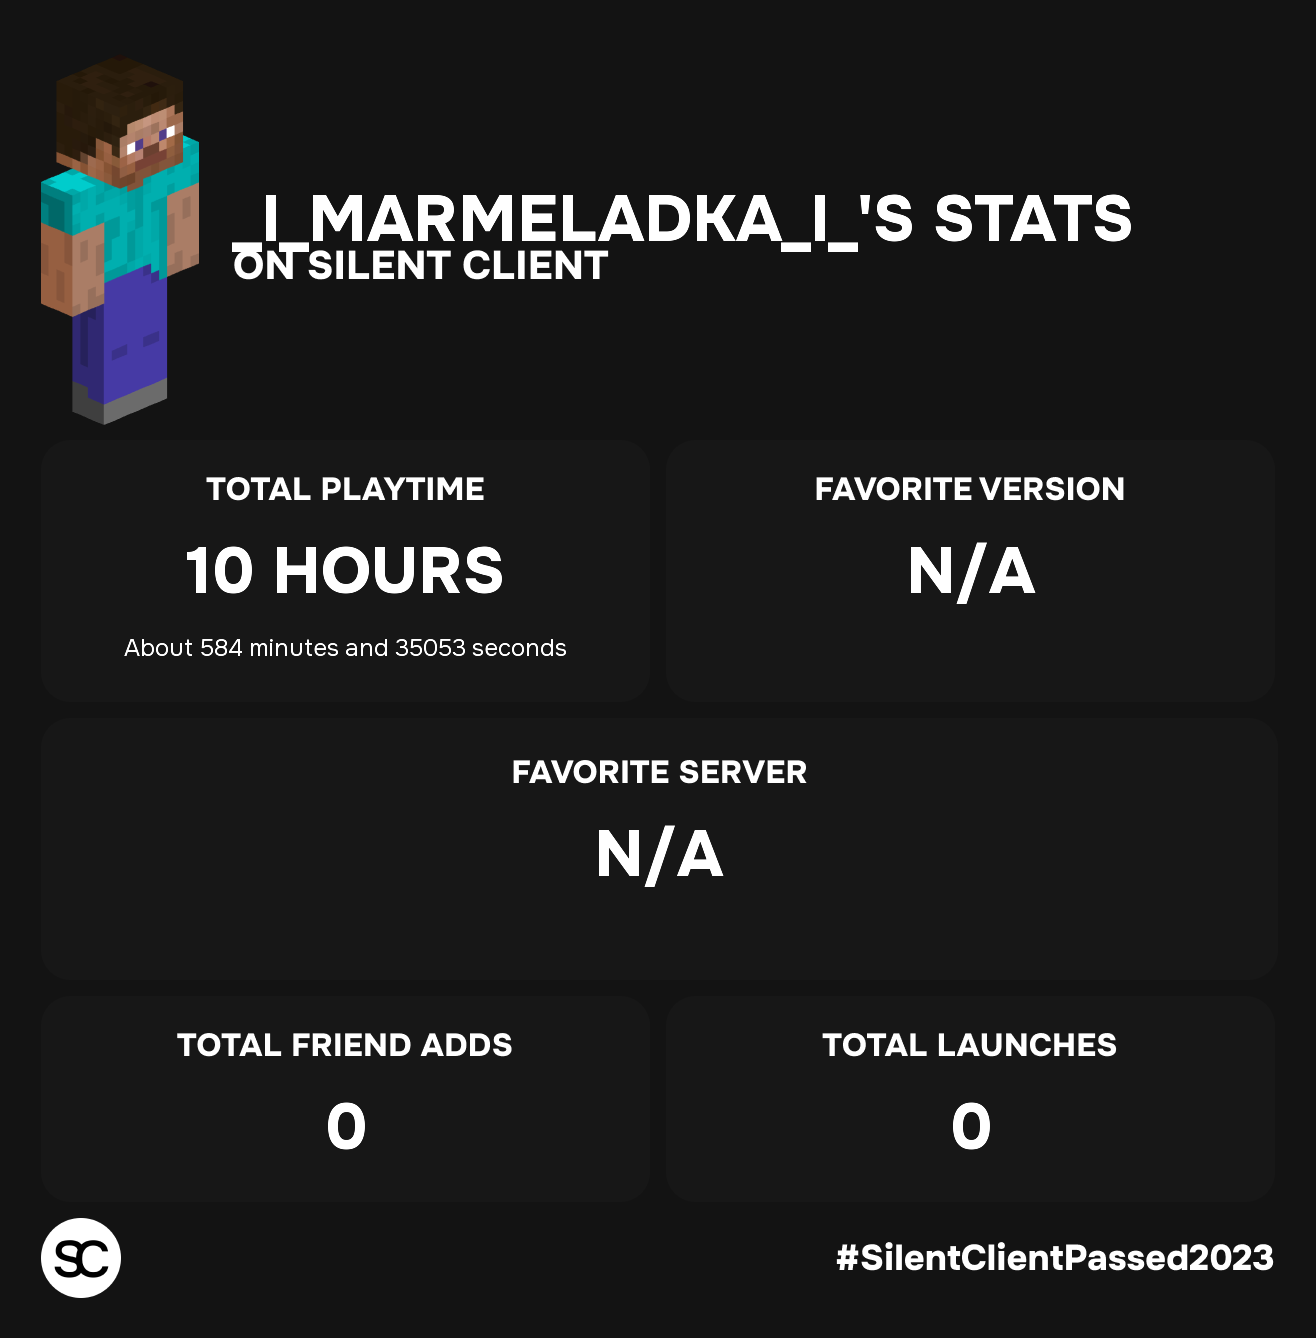 _I_MARMELADKA_I_'S STATS
ON SILENT CLIENT
TOTAL PLAYTIME
10 HOURS
About 584 minutes and 35053 seconds
FAVORITE VERSION
N/A
FAVORITE SERVER
N/A
TOTAL FRIEND ADDS
0
TOTAL LAUNCHES
0
SC
#SilentClientPassed2023